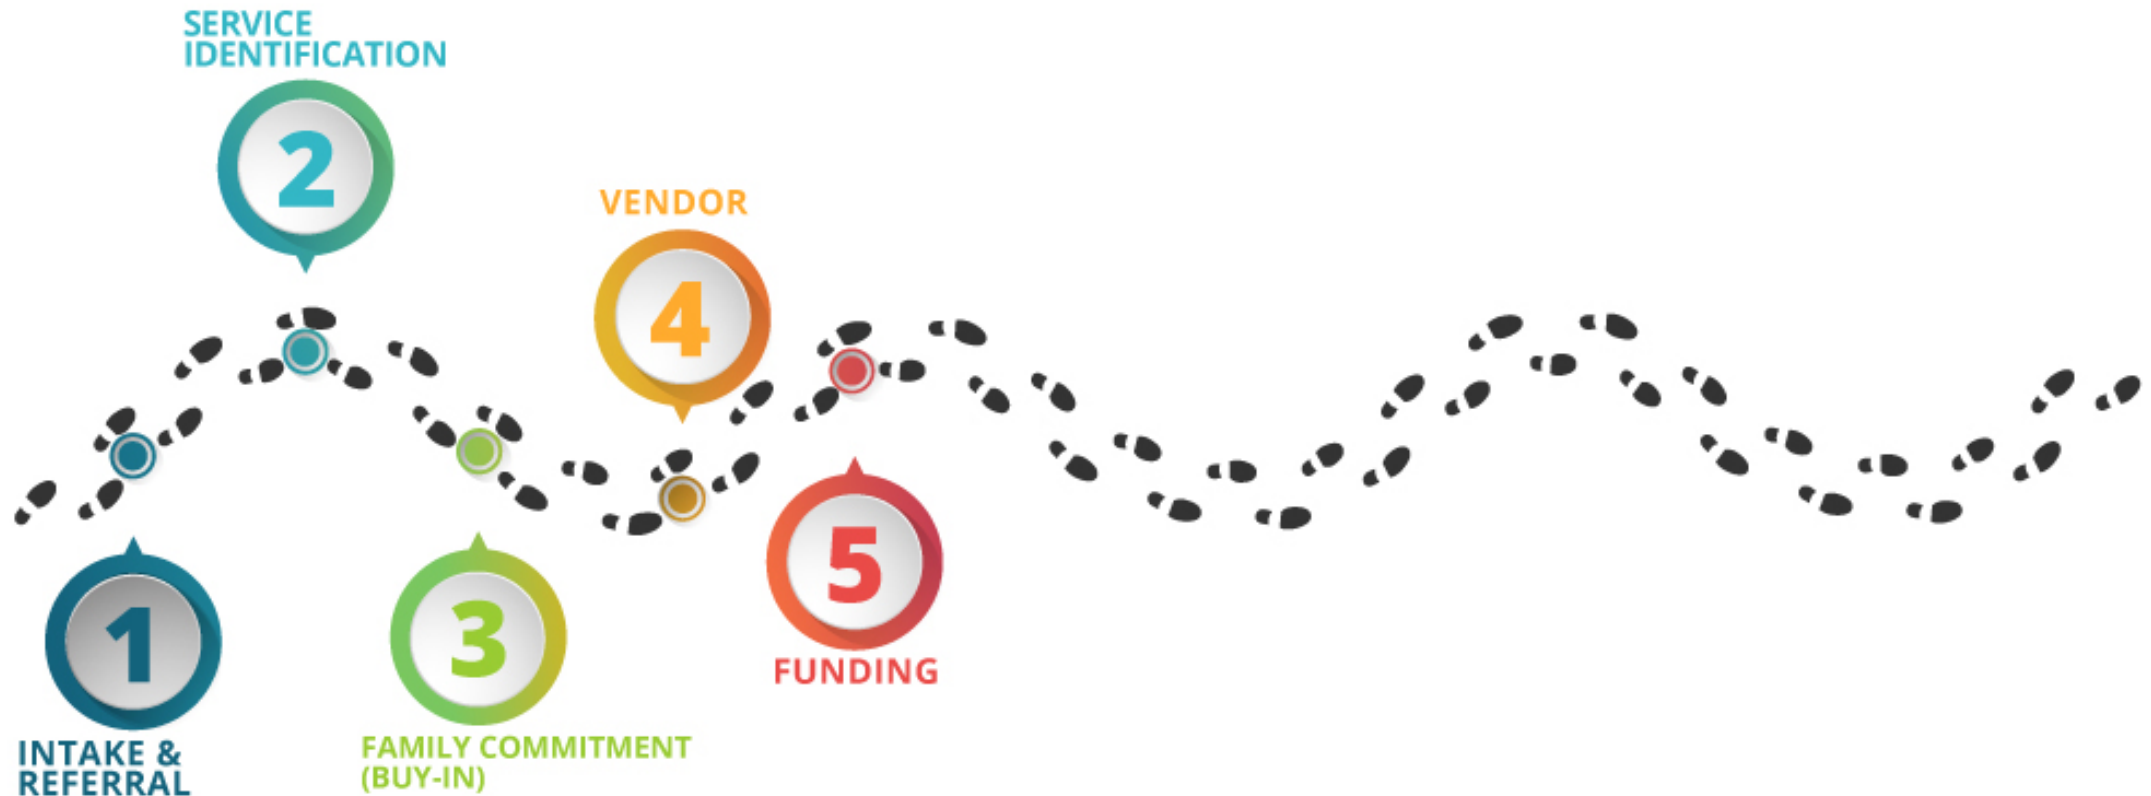 1
INTAKE &
REFERRAL
SERVICE
IDENTIFICATION
2
3
FAMILY COMMITMENT
(BUY-IN)
VENDOR
4
5
FUNDING